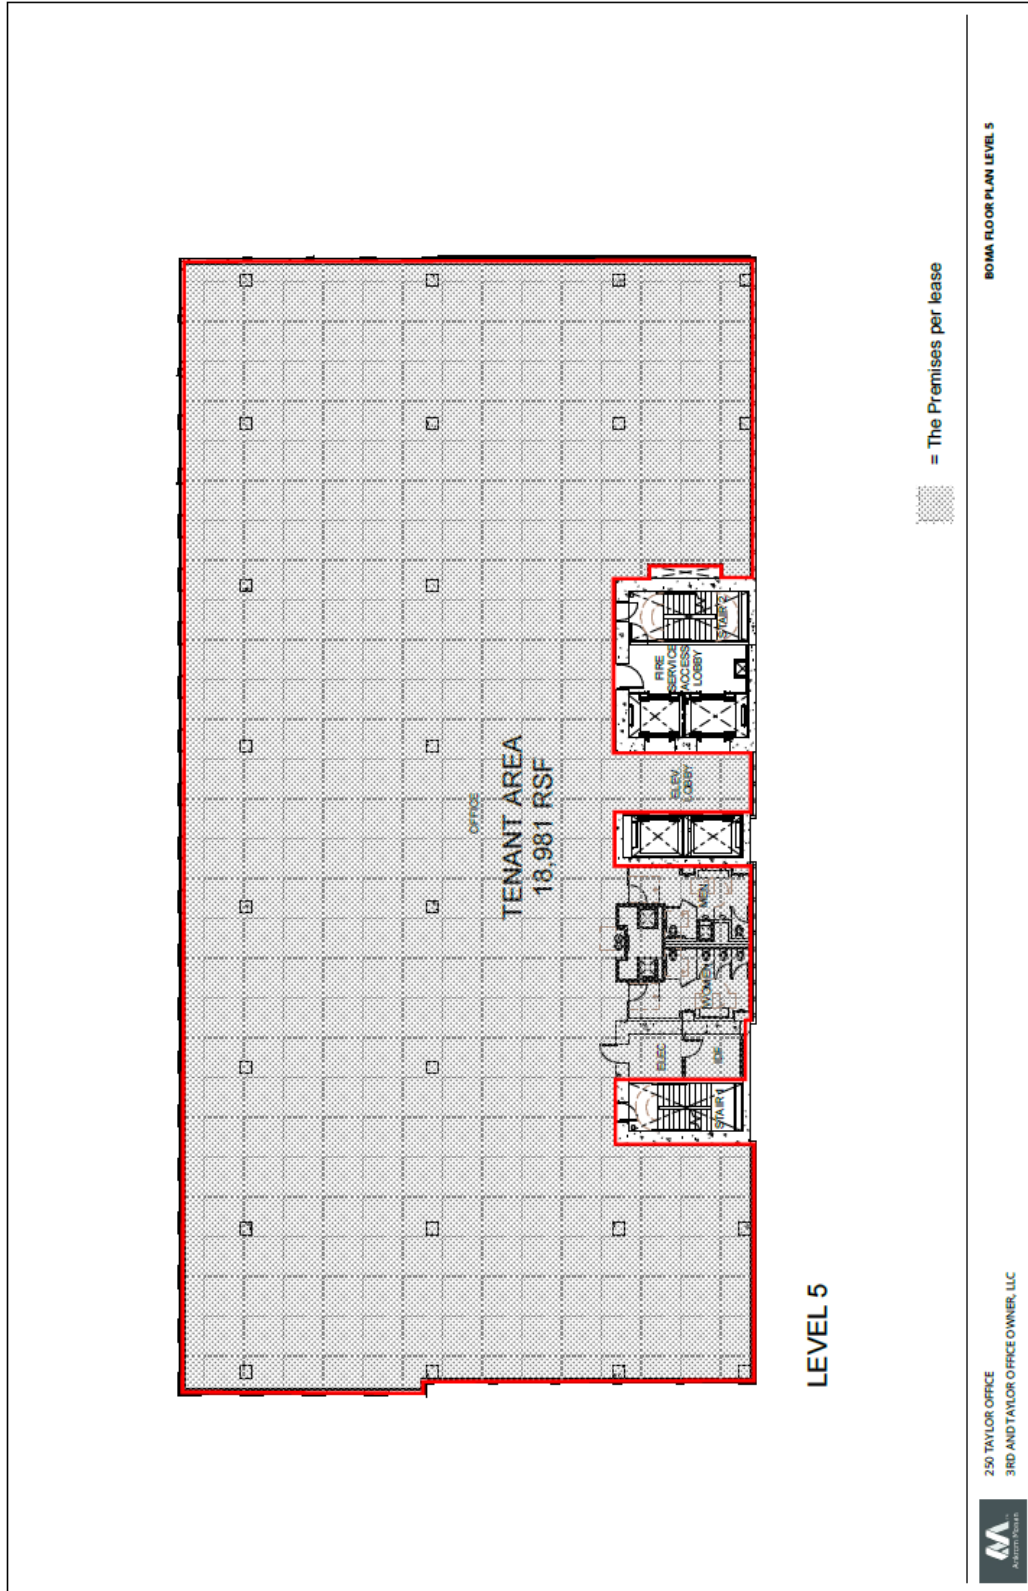 OFFICE
TENANT AREA
18,981 RSF
STAIR 1
ELEC
IDF
WOMEN
MEN
ELEV.
LOBBY
FIRE
SERVICE
ACCESS
LOBBY
STAIR 2
LEVEL 5
= The Premises per lease
Ankrom Moisan
250 TAYLOR OFFICE
3RD AND TAYLOR OFFICE OWNER, LLC
BOMA FLOOR PLAN LEVEL 5